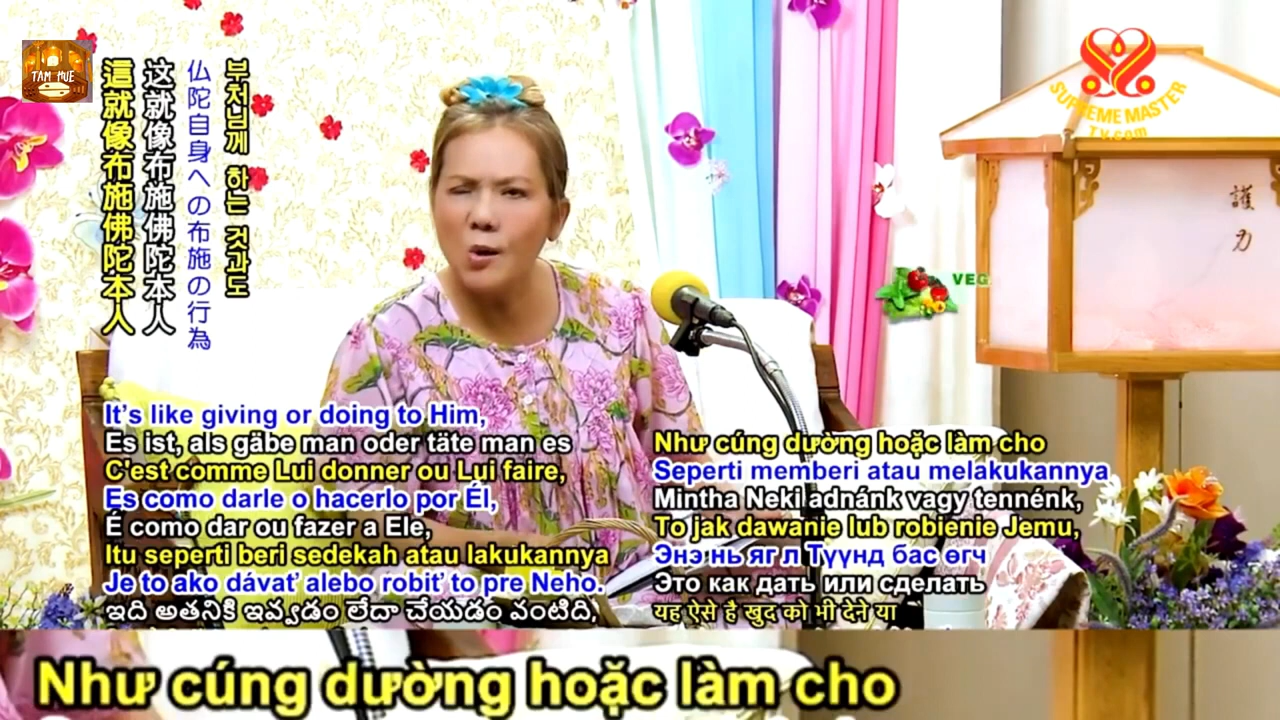 TAM HUE
這就像布施佛陀本人
这就像布施佛陀本人
仏陀自身への布施の行為
부처님께 하는 것과도
SUPREME MASTER
TV.com
護力
VEG
It's like giving or doing to Him,
Es ist, als gäbe man oder täte man es
C'est comme Lui donner ou Lui faire,
Es como darle o hacerlo por Él,
É como dar ou fazer a Ele,
Itu seperti beri sedekah atau lakukannya
Je to ako dávať alebo robiť to pre Neho.
ఇది అతనికి ఇవ్వడం లేదా చేయడం వంటిది,
Như cúng dường hoặc làm cho
Seperti memberi atau melakukannya
Mintha Neki adnánk vagy tennénk,
To jak dawanie lub robienie Jemu,
Энэ нь яг л Түүнд бас өгч
Это как дать или сделать
यह ऐसे है खुद को भी देने या
Như cúng dường hoặc làm cho